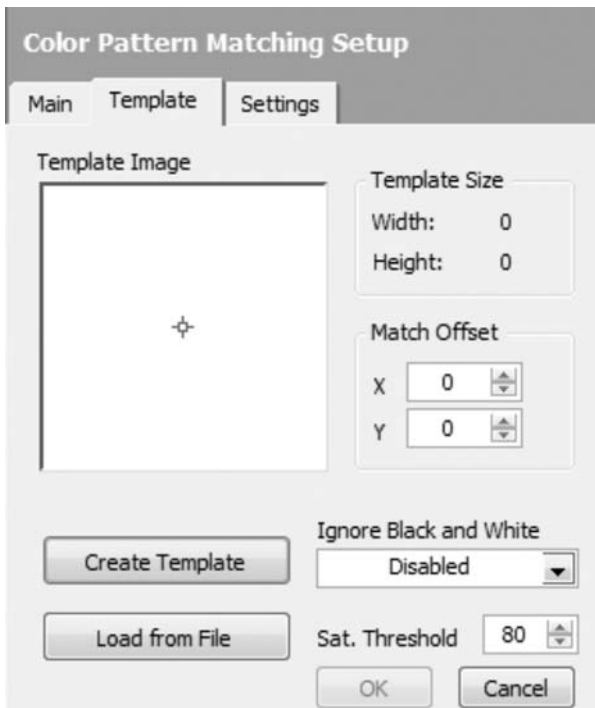 Color Pattern Matching Setup
Main Template Settings
Template Image
Template Size
Width: 0
Height: 0
Match Offset
X 0
Y 0
Ignore Black and White
Create Template
Disabled
Load from File
Sat. Threshold 80
OK Cancel